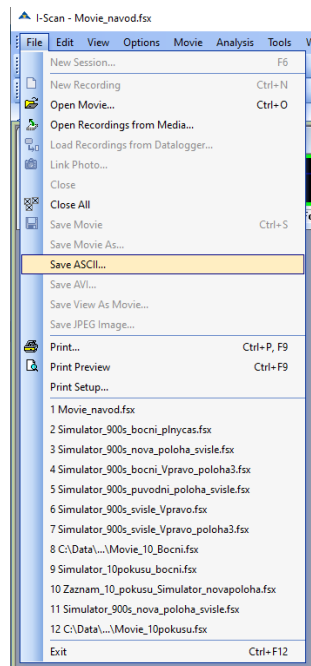 I-Scan - Movie_navod.fsx
File Edit View Options Movie Analysis Tools
New Session... F6
New Recording Ctrl+N
Open Movie... Ctrl+O
Open Recordings from Media...
Load Recordings from Datalogger...
Link Photo...
Close
Close All
Save Movie Ctrl+S
Save Movie As...
Save ASCII...
Save AVI...
Save View As Movie...
Save JPEG Image...
Print... Ctrl+P, F9
Print Preview Ctrl+F9
Print Setup...
1 Movie_navod.fsx
2 Simulator_900s_bocni_plnycas.fsx
3 Simulator_900s_nova_poloha_svisle.fsx
4 Simulator_900s_bocni_Vpravo_poloha3.fsx
5 Simulator_900s_puvodni_poloha_svisle.fsx
6 Simulator_900s_svisle_Vpravo.fsx
7 Simulator_900s_svisle_Vpravo_poloha3.fsx
8 C:\Data\...\Movie_10_Bocni.fsx
9 Simulator_10pokusu_bocni.fsx
10 Zaznam_10_pokusu_Simulator_novapoloha.fsx
11 Simulator_900s_nova_poloha_svisle.fsx
12 C:\Data\...\Movie_10pokusu.fsx
Exit Ctrl+F12